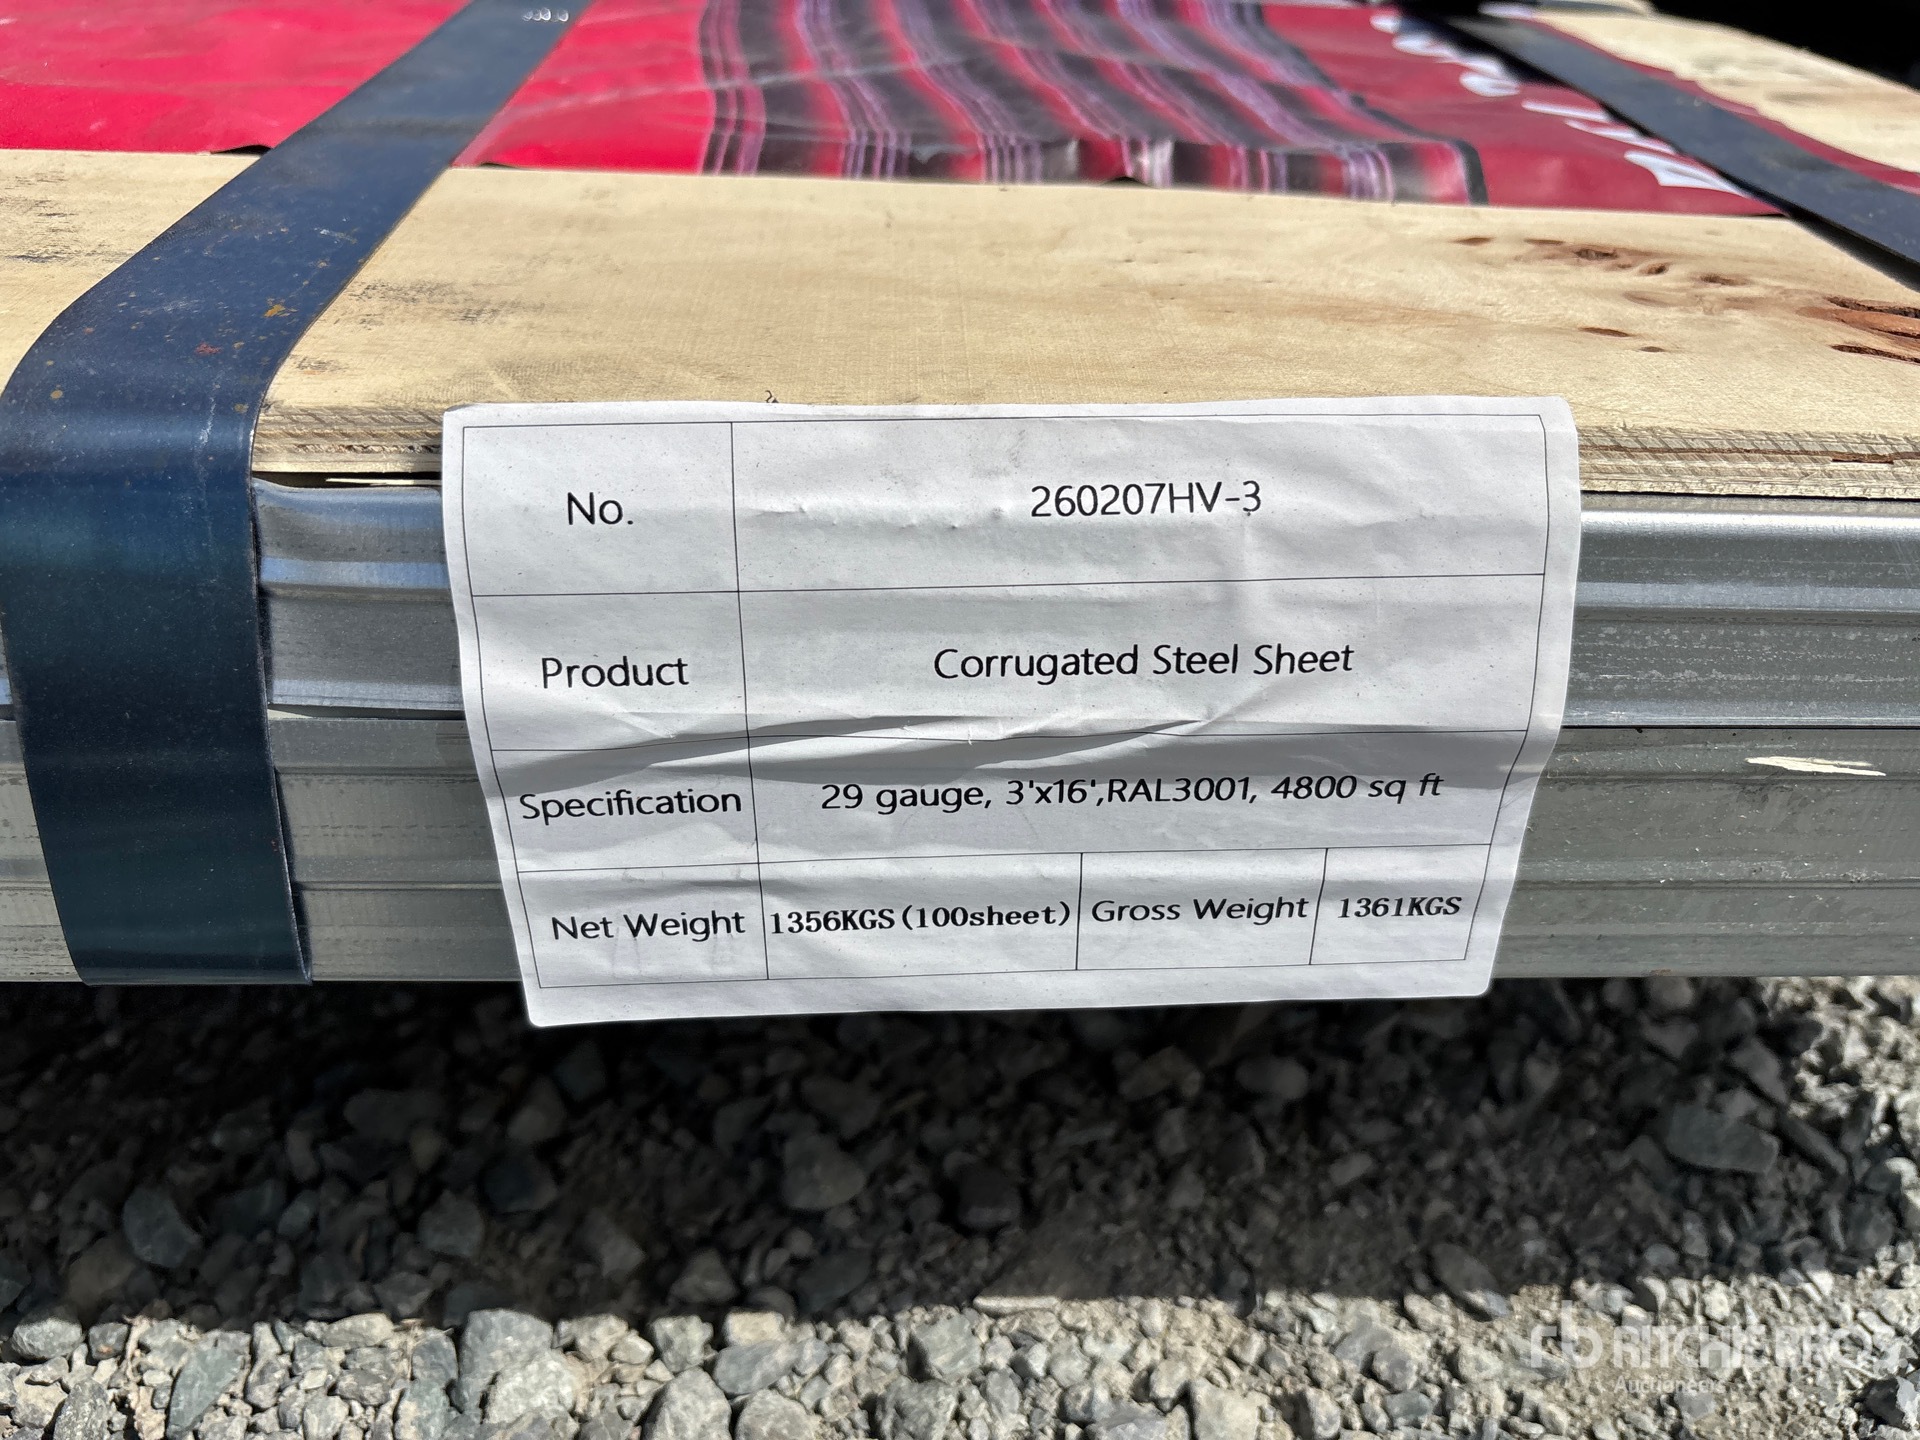 No. 260207HV-3
Product Corrugated Steel Sheet
Specification 29 gauge, 3'x16',RAL3001, 4800 sq ft
Net Weight 1356KGS(100sheet) Gross Weight 1361KGS
rb RITCHIE BROS
Auctioneers